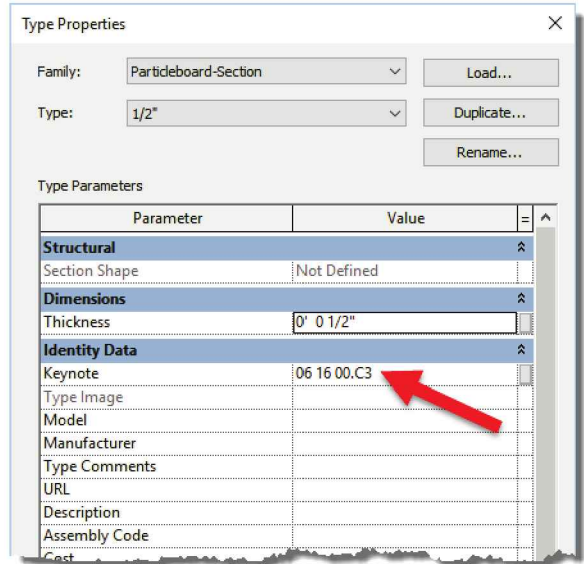 Type Properties
Family: Particleboard-Section Load...
Type: 1/2" Duplicate...
Rename...
Type Parameters
Parameter Value =
Structural
Section Shape Not Defined
Dimensions
Thickness 0' 0 1/2"
Identity Data
Keynote 06 16 00.C3
Type Image
Model
Manufacturer
Type Comments
URL
Description
Assembly Code
Cost